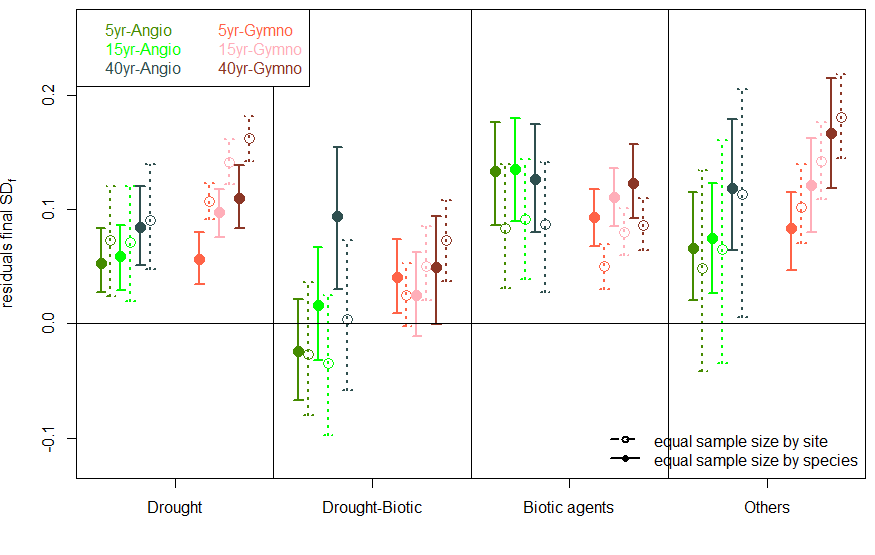 5yr-Angio 5yr-Gymno
15yr-Angio 15yr-Gymno
40yr-Angio 40yr-Gymno
residuals final SDf
0.2
0.1
0.0
-0.1
equal sample size by site
equal sample size by species
Drought Drought-Biotic Biotic agents Others